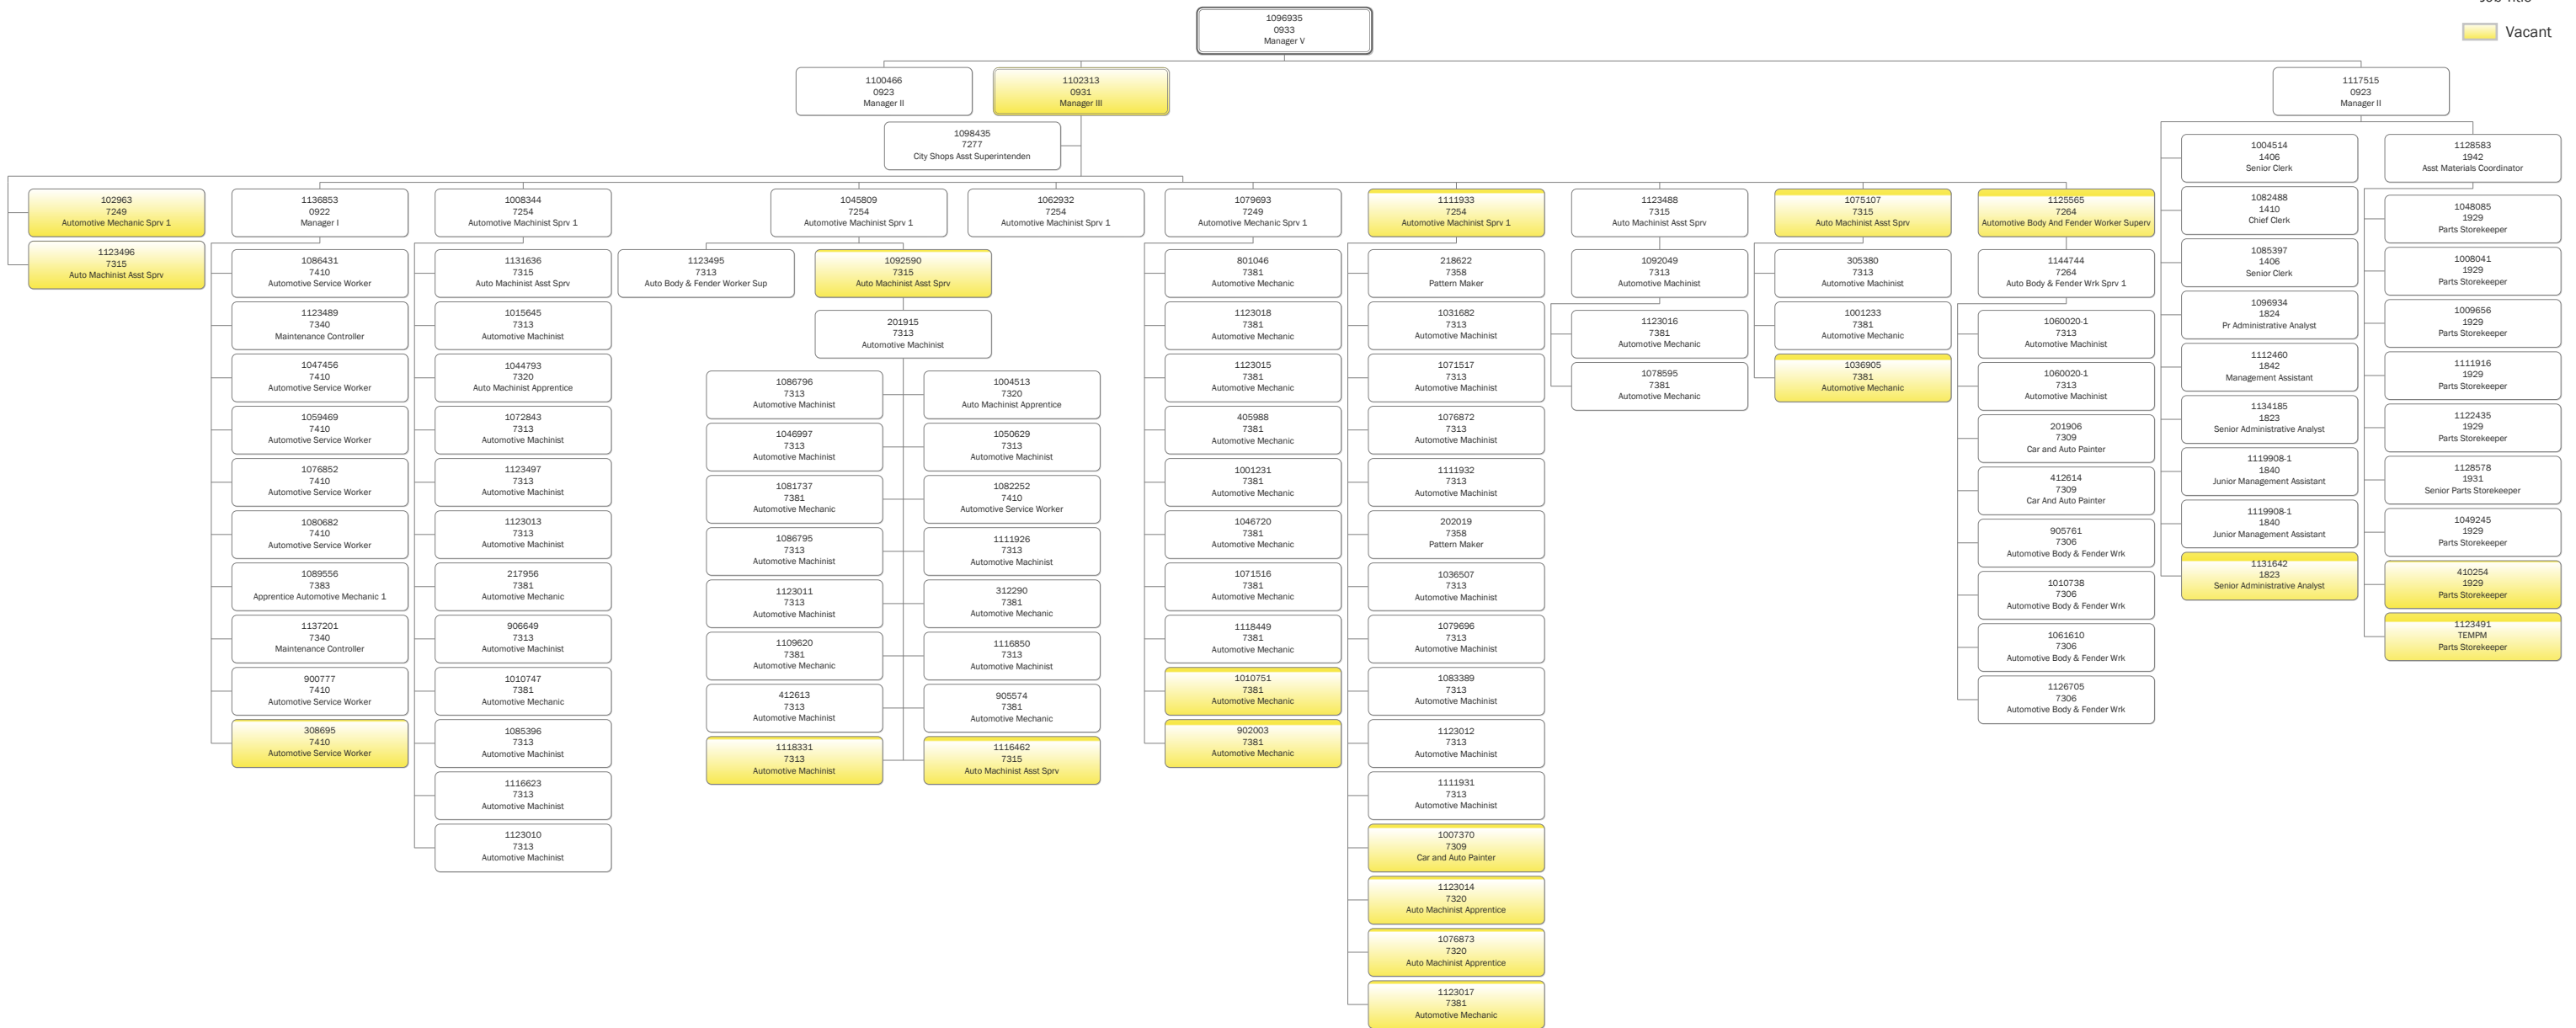 1096935
0933
Manager V
Vacant
1100466
0923
Manager II
1102313
0931
Manager III
1117515
0923
Manager II
1098435
7277
City Shops Asst Superintenden
102963
7249
Automotive Mechanic Sprv 1
1123496
7315
Auto Machinist Asst Sprv
1136853
0922
Manager I
1086431
7410
Automotive Service Worker
1123489
7340
Maintenance Controller
1047456
7410
Automotive Service Worker
1059469
7410
Automotive Service Worker
1076852
7410
Automotive Service Worker
1080682
7410
Automotive Service Worker
1089556
7383
Apprentice Automotive Mechanic 1
1137201
7340
Maintenance Controller
900777
7410
Automotive Service Worker
308695
7410
Automotive Service Worker
1008344
7254
Automotive Machinist Sprv 1
1131636
7315
Auto Machinist Asst Sprv
1015645
7313
Automotive Machinist
1044793
7320
Auto Machinist Apprentice
1072843
7313
Automotive Machinist
1123497
7313
Automotive Machinist
1123013
7313
Automotive Machinist
217956
7381
Automotive Mechanic
906649
7313
Automotive Machinist
1010747
7381
Automotive Mechanic
1085396
7313
Automotive Machinist
1116623
7313
Automotive Machinist
1123010
7313
Automotive Machinist
1045809
7254
Automotive Machinist Sprv 1
1123495
7313
Auto Body & Fender Worker Sup
1092590
7315
Auto Machinist Asst Sprv
201915
7313
Automotive Machinist
1086796
7313
Automotive Machinist
1004513
7320
Auto Machinist Apprentice
1046997
7313
Automotive Machinist
1050629
7313
Automotive Machinist
1081737
7381
Automotive Mechanic
1082252
7410
Automotive Service Worker
1086795
7313
Automotive Machinist
1111926
7313
Automotive Machinist
1123011
7313
Automotive Machinist
312290
7381
Automotive Mechanic
1109620
7381
Automotive Mechanic
1116850
7313
Automotive Machinist
412613
7313
Automotive Machinist
905574
7381
Automotive Mechanic
1118331
7313
Automotive Machinist
1116462
7315
Auto Machinist Asst Sprv
1062932
7254
Automotive Machinist Sprv 1
1079693
7249
Automotive Mechanic Sprv 1
801046
7381
Automotive Mechanic
1123018
7381
Automotive Mechanic
1123015
7381
Automotive Mechanic
405988
7381
Automotive Mechanic
1001231
7381
Automotive Mechanic
1046720
7381
Automotive Mechanic
1071516
7381
Automotive Mechanic
1118449
7381
Automotive Mechanic
1010751
7381
Automotive Mechanic
902003
7381
Automotive Mechanic
1111933
7254
Automotive Machinist Sprv 1
218622
7358
Pattern Maker
1031682
7313
Automotive Machinist
1071517
7313
Automotive Machinist
1076872
7313
Automotive Machinist
1111932
7313
Automotive Machinist
202019
7358
Pattern Maker
1036507
7313
Automotive Machinist
1079696
7313
Automotive Machinist
1083389
7313
Automotive Machinist
1123012
7313
Automotive Machinist
1111931
7313
Automotive Machinist
1007370
7309
Car and Auto Painter
1123014
7320
Auto Machinist Apprentice
1076873
7320
Auto Machinist Apprentice
1123017
7381
Automotive Mechanic
1123488
7315
Auto Machinist Asst Sprv
1092049
7313
Automotive Machinist
1123016
7381
Automotive Mechanic
1078595
7381
Automotive Mechanic
1075107
7315
Auto Machinist Asst Sprv
305380
7313
Automotive Machinist
1001233
7381
Automotive Mechanic
1036905
7381
Automotive Mechanic
1125565
7264
Automotive Body And Fender Worker Superv
1144744
7264
Auto Body & Fender Wrk Sprv 1
1060020-1
7313
Automotive Machinist
1060020-1
7313
Automotive Machinist
201906
7309
Car and Auto Painter
412614
7309
Car And Auto Painter
905761
7306
Automotive Body & Fender Wrk
1010738
7306
Automotive Body & Fender Wrk
1061610
7306
Automotive Body & Fender Wrk
1126705
7306
Automotive Body & Fender Wrk
1004514
1406
Senior Clerk
1082488
1410
Chief Clerk
1085397
1406
Senior Clerk
1096934
1824
Pr Administrative Analyst
1112460
1842
Management Assistant
1134185
1823
Senior Administrative Analyst
1119908-1
1840
Junior Management Assistant
1119908-1
1840
Junior Management Assistant
1131642
1823
Senior Administrative Analyst
1128583
1942
Asst Materials Coordinator
1048085
1929
Parts Storekeeper
1008041
1929
Parts Storekeeper
1009656
1929
Parts Storekeeper
1111916
1929
Parts Storekeeper
1122435
1929
Parts Storekeeper
1128578
1931
Senior Parts Storekeeper
1049245
1929
Parts Storekeeper
410254
1929
Parts Storekeeper
1123491
TEMPM
Parts Storekeeper